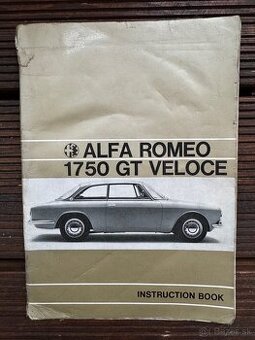 ALFA ROMEO
1750 GT VELOCE
INSTRUCTION BOOK